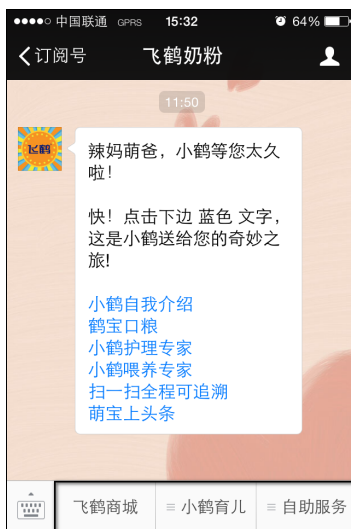 中国联通 GPRS 15:32 64%
订阅号 飞鹤奶粉
11:50
飞鹤
辣妈萌爸，小鹤等您太久
啦！
快！点击下边 蓝色 文字，
这是小鹤送给您的奇妙之
旅!
小鹤自我介绍
鹤宝口粮
小鹤护理专家
小鹤喂养专家
扫一扫全程可追溯
萌宝上头条
飞鹤商城 小鹤育儿 自助服务